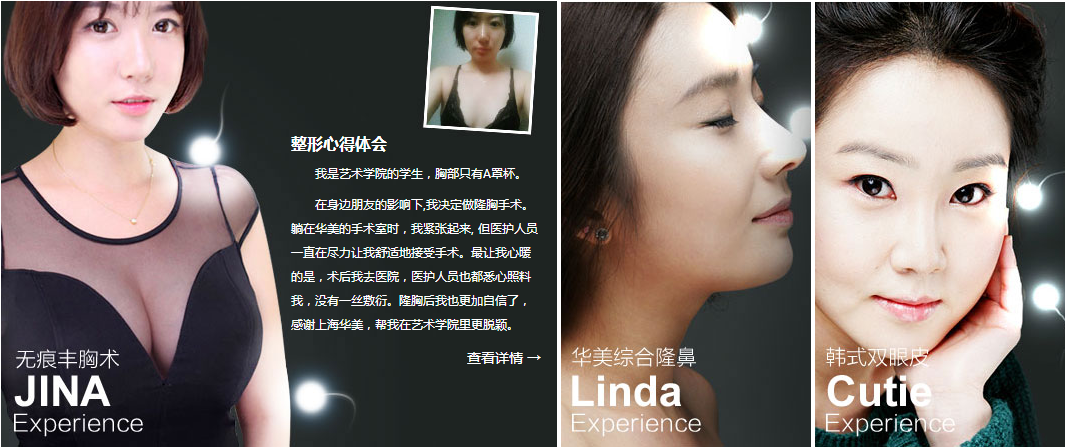 整形心得体会
我是艺术学院的学生，胸部只有A罩杯。
在身边朋友的影响下,我决定做隆胸手术。
躺在华美的手术室时，我紧张起来, 但医护人员
一直在尽力让我舒适地接受手术。最让我心暖
的是，术后我去医院，医护人员也都悉心照料
我，没有一丝敷衍。隆胸后我也更加自信了，
感谢上海华美，帮我在艺术学院里更脱颖。
查看详情 →
无痕丰胸术
JINA
Experience
华美综合隆鼻
Linda
Experience
韩式双眼皮
Cutie
Experience